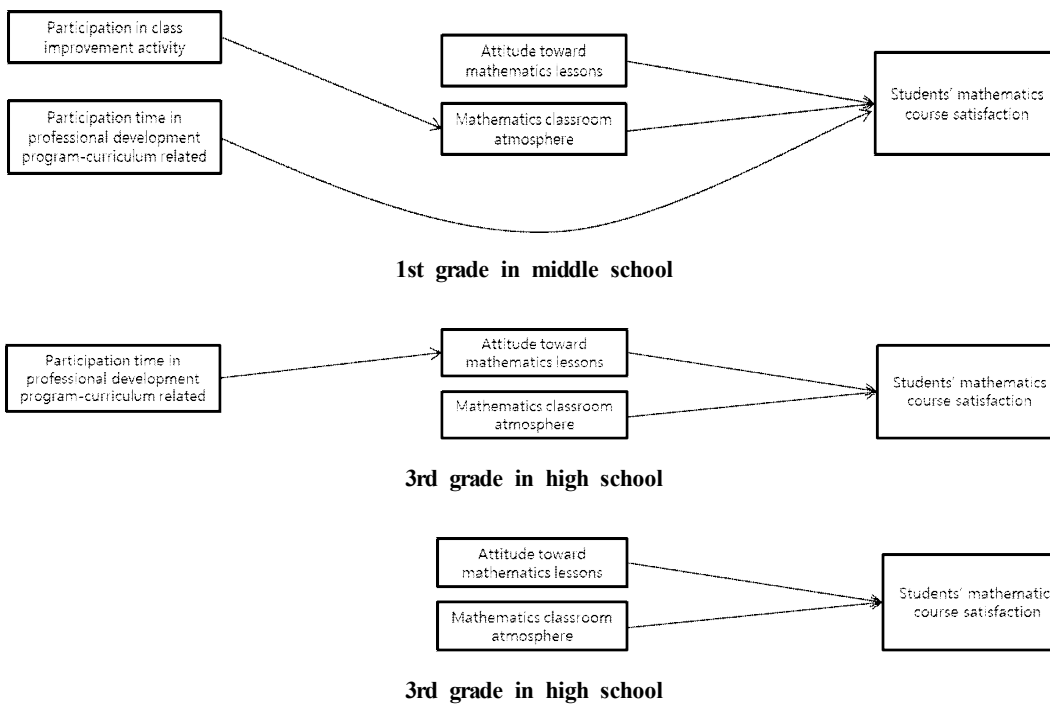 Participation in class
improvement activity
Attitude toward
mathematics lessons
Participation time in
professional development
program-curriculum related
Mathematics classroom
atmosphere
Students' mathematics
course satisfaction
1st grade in middle school
Participation time in
professional development
program-curriculum related
Attitude toward
mathematics lessons
Mathematics classroom
atmosphere
Students' mathematics
course satisfaction
3rd grade in high school
Attitude toward
mathematics lessons
Mathematics classroom
atmosphere
Students' mathematic
course satisfaction
3rd grade in high school